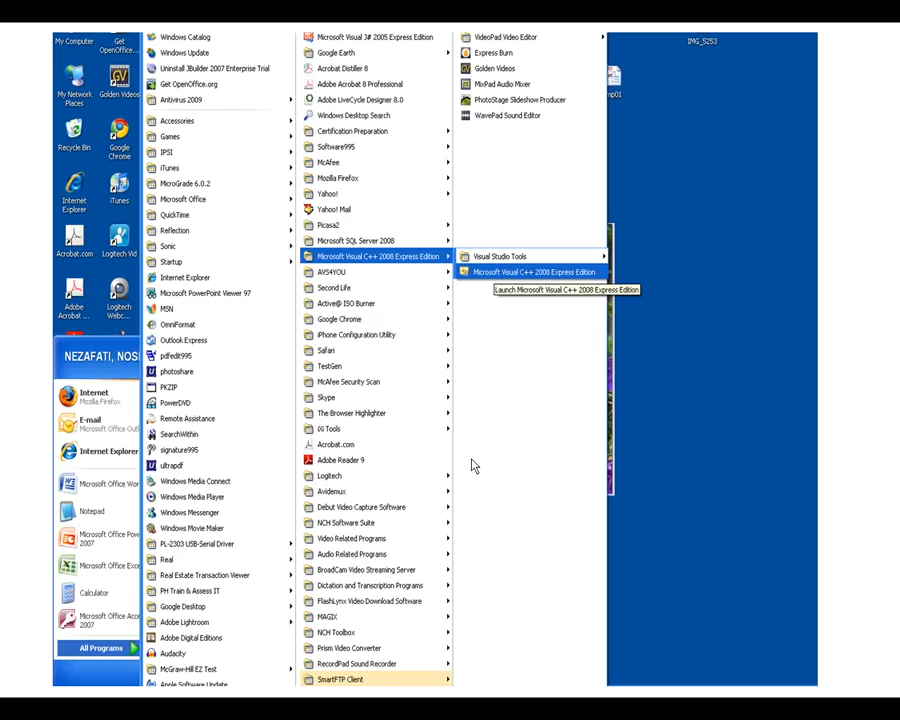 My Computer
Get
OpenOffice...
My Network
Places
Golden Videos
Recycle Bin
Google
Chrome
Internet
Explorer
iTunes
Acrobat.com
Logitech Vid
Adobe
Acrobat ...
Logitech
Webc...
NEZAFATI, NOS
Internet
Mozilla Firefox
E-mail
Microsoft Office Outl
Internet Explorer
Microsoft Office Wor
Notepad
Microsoft Office Pow
2007
Microsoft Office Exce
Calculator
Microsoft Office Acce
2007
All Programs
Windows Catalog
Windows Update
Uninstall JBuilder 2007 Enterprise Trial
Get OpenOffice.org
Antivirus 2009
Accessories
Games
IPSI
iTunes
MicroGrade 6.0.2
Microsoft Office
QuickTime
Reflection
Sonic
Startup
Internet Explorer
Microsoft PowerPoint Viewer 97
MSN
OmniFormat
Outlook Express
pdfedit995
photoshare
PKZIP
PowerDVD
Remote Assistance
SearchWithin
signature995
ultrapdf
Windows Media Connect
Windows Media Player
Windows Messenger
Windows Movie Maker
PL-2303 USB-Serial Driver
Real
Real Estate Transaction Viewer
PH Train & Assess IT
Google Desktop
Adobe Lightroom
Adobe Digital Editions
Audacity
McGraw-Hill EZ Test
Apple Software Update
Microsoft Visual J# 2005 Express Edition
Google Earth
Acrobat Distiller 8
Adobe Acrobat 8 Professional
Adobe LiveCycle Designer 8.0
Windows Desktop Search
Certification Preparation
Software995
McAfee
Mozilla Firefox
Yahoo!
Yahoo! Mail
Picasa2
Microsoft SQL Server 2008
Microsoft Visual C++ 2008 Express Edition
AVS4YOU
Second Life
Active@ ISO Burner
Google Chrome
iPhone Configuration Utility
Safari
TestGen
McAfee Security Scan
Skype
The Browser Highlighter
IXI Tools
Acrobat.com
Adobe Reader 9
Logitech
Avidemux
Debut Video Capture Software
NCH Software Suite
Video Related Programs
Audio Related Programs
BroadCam Video Streaming Server
Dictation and Transcription Programs
FlashLynx Video Download Software
MAGIX
NCH Toolbox
Prism Video Converter
RecordPad Sound Recorder
SmartFTP Client
VideoPad Video Editor
Express Burn
Golden Videos
MixPad Audio Mixer
PhotoStage Slideshow Producer
WavePad Sound Editor
Visual Studio Tools
Microsoft Visual C++ 2008 Express Edition
Launch Microsoft Visual C++ 2008 Express Edition
IMG_5253